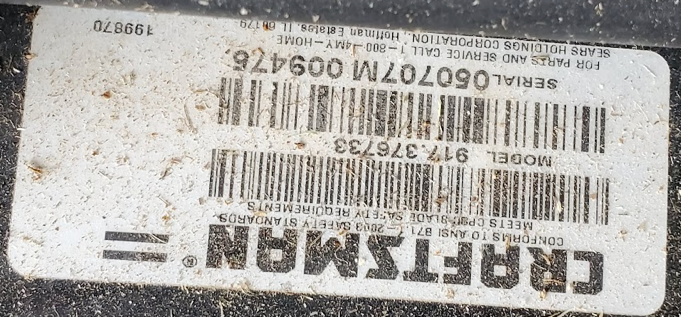 CRAFTSMAN®
CONFORMS TO ANSI B71.1 - 2003 SAFETY STANDARDS
MEETS CPSC BLADE SAFETY REQUIREMENTS
MODEL 917.376733
SERIAL 050707M 009476
FOR PARTS AND SERVICE CALL 1-800-4MY-HOME
SEARS HOLDINGS CORPORATION, Hoffman Estates, IL 60179
199870